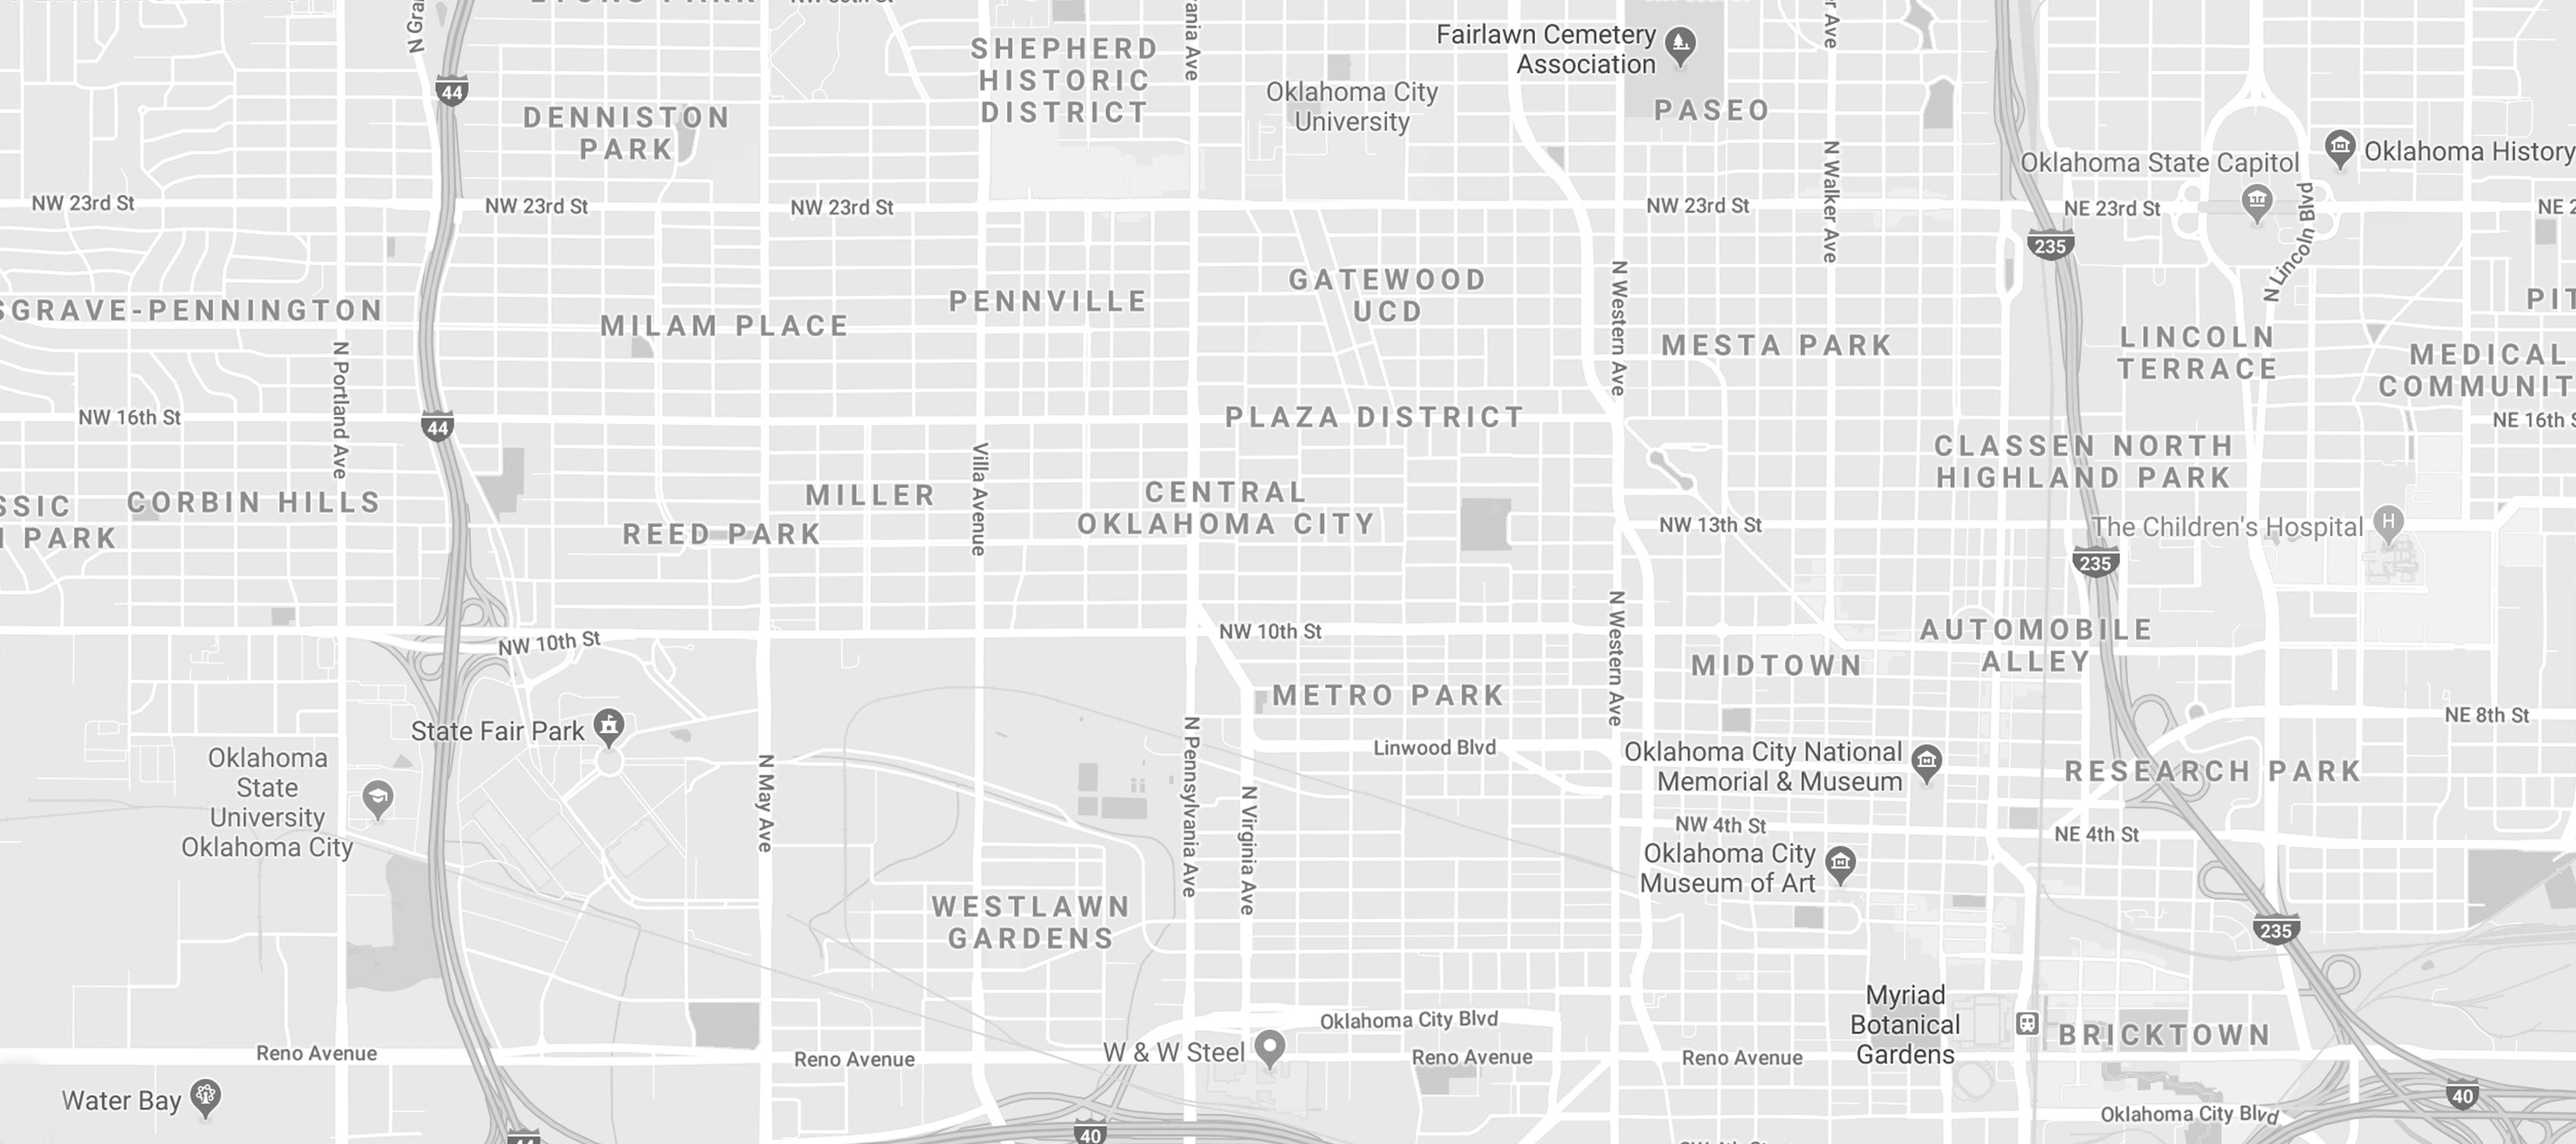 SHEPHERD
HISTORIC
DISTRICT
Fairlawn Cemetery
Association
44
Oklahoma City
University
DENNISTON
PARK
PASEO
Oklahoma State Capitol
Oklahoma History
NW 23rd St
NW 23rd St
NW 23rd St
NW 23rd St
NE 23rd St
N Walker Ave
N Lincoln Blvd
235
GATEWOOD
UCD
PENNVILLE
GRAVE-PENNINGTON
MILAM PLACE
N Western Ave
MESTA PARK
LINCOLN
TERRACE
MEDICAL
N Portland Ave
NW 16th St
44
PLAZA DISTRICT
NE 16th
CLASSEN NORTH
HIGHLAND PARK
Villa Avenue
CORBIN HILLS
PARK
MILLER
CENTRAL
OKLAHOMA CITY
REED PARK
NW 13th St
The Children's Hospital
H
235
NW 10th St
NW 10th St
N Western Ave
AUTOMOBILE
ALLEY
MIDTOWN
METRO PARK
NE 8th St
State Fair Park
Oklahoma
State
University
Oklahoma City
N May Ave
N Pennsylvania Ave
N Virginia Ave
Linwood Blvd
Oklahoma City National
Memorial & Museum
RESEARCH PARK
NW 4th St
NE 4th St
Oklahoma City
Museum of Art
WESTLAWN
GARDENS
235
Myriad
Botanical
Gardens
Oklahoma City Blvd
BRICKTOWN
Reno Avenue
Reno Avenue
W & W Steel
Reno Avenue
Reno Avenue
Water Bay
40
40
Oklahoma City Blvd